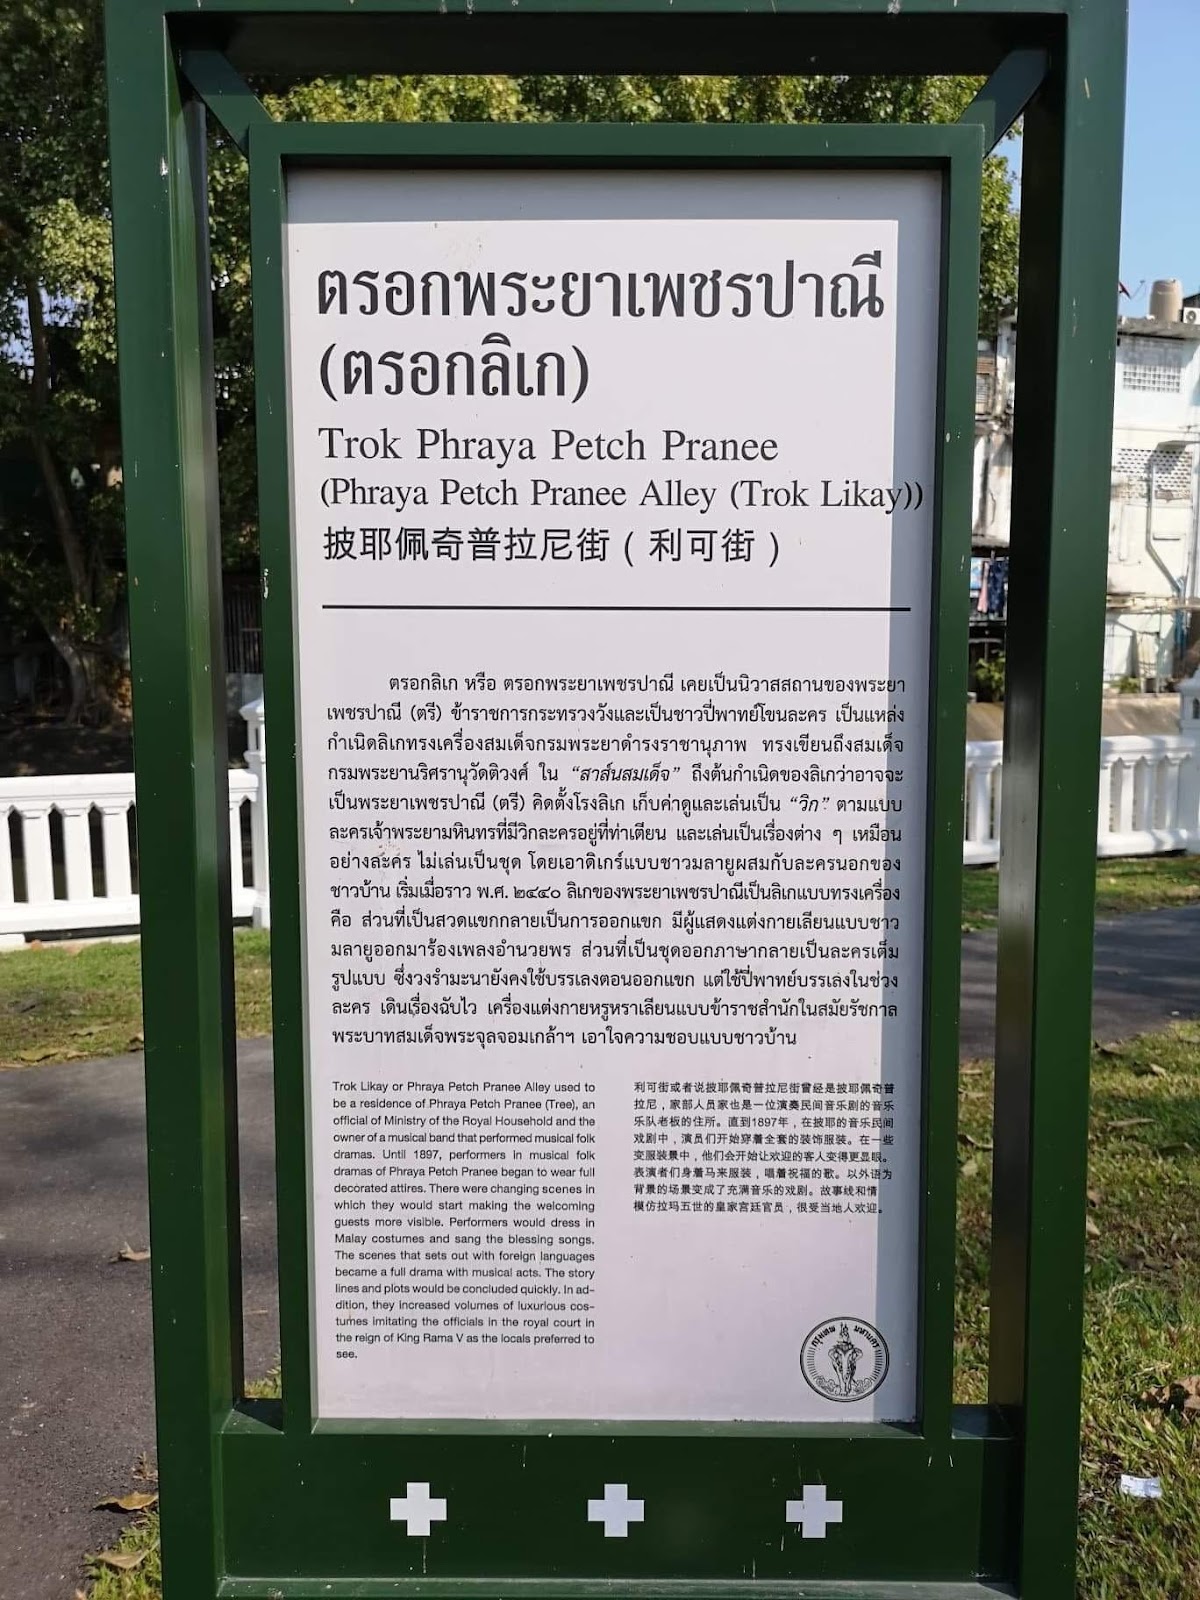 ตรอกพระยาเพชรปาณี
(ตรอกลิเก)
Trok Phraya Petch Pranee
(Phraya Petch Pranee Alley (Trok Likay))
披耶佩奇普拉尼街（利可街）
ตรอกลิเก หรือ ตรอกพระยาเพชรปาณี เคยเป็นนิวาสสถานของพระยา
เพชรปาณี (ตรี) ข้าราชการกระทรวงวังและเป็นชาวปี่พาทย์โขนละคร เป็นแหล่ง
กำเนิดลิเกทรงเครื่องสมเด็จกรมพระยาดำรงราชานุภาพ ทรงเขียนถึงสมเด็จ
กรมพระยานริศรานุวัดติวงศ์ ใน “สาส์นสมเด็จ” ถึงต้นกำเนิดของลิเกว่าอาจจะ
เป็นพระยาเพชรปาณี (ตรี) คิดตั้งโรงลิเก เก็บค่าดูและเล่นเป็น “วิก” ตามแบบ
ละครเจ้าพระยามหินทรที่มีวิกละครอยู่ที่ท่าเตียน และเล่นเป็นเรื่องต่าง ๆ เหมือน
อย่างละคร ไม่เล่นเป็นชุด โดยเอาดิเกร์แบบชาวมลายูผสมกับละครนอกของ
ชาวบ้าน เริ่มเมื่อราว พ.ศ. ๒๔๔๐ ลิเกของพระยาเพชรปาณีเป็นลิเกแบบทรงเครื่อง
คือ ส่วนที่เป็นสวดแขกกลายเป็นการออกแขก มีผู้แสดงแต่งกายเลียนแบบชาว
มลายูออกมาร้องเพลงอำนวยพร ส่วนที่เป็นชุดออกภาษากลายเป็นละครเต็ม
รูปแบบ ซึ่งวงรำมะนายังคงใช้บรรเลงตอนออกแขก แต่ใช้ปี่พาทย์บรรเลงในช่วง
ละคร เดินเรื่องฉับไว เครื่องแต่งกายหรูหราเลียนแบบข้าราชสำนักในสมัยรัชกาล
พระบาทสมเด็จพระจุลจอมเกล้าฯ เอาใจความชอบแบบชาวบ้าน
Trok Likay or Phraya Petch Pranee Alley used to
be a residence of Phraya Petch Pranee (Tree), an
official of Ministry of the Royal Household and the
owner of a musical band that performed musical folk
dramas. Until 1897, performers in musical folk
dramas of Phraya Petch Pranee began to wear full
decorated attires. There were changing scenes in
which they would start making the welcoming
guests more visible. Performers would dress in
Malay costumes and sang the blessing songs.
The scenes that sets out with foreign languages
became a full drama with musical acts. The story
lines and plots would be concluded quickly. In ad-
dition, they increased volumes of luxurious cos-
tumes imitating the officials in the royal court in
the reign of King Rama V as the locals preferred to
see.
利可街或者说披耶佩奇普拉尼街曾经是披耶佩奇普
拉尼，家部人员家也是一位演奏民间音乐剧的音乐
乐队老板的住所。直到1897年，在披耶的音乐民间
戏剧中，演员们开始穿着全套的装饰服装。在一些
变服装景中，他们会开始让欢迎的客人变得更显眼。
表演者们身着马来服装，唱着祝福的歌。以外语为
背景的场景变成了充满音乐的戏剧。故事线和情
模仿拉玛五世的皇家宫廷官员，很受当地人欢迎。
กรุงเทพ มหานคร